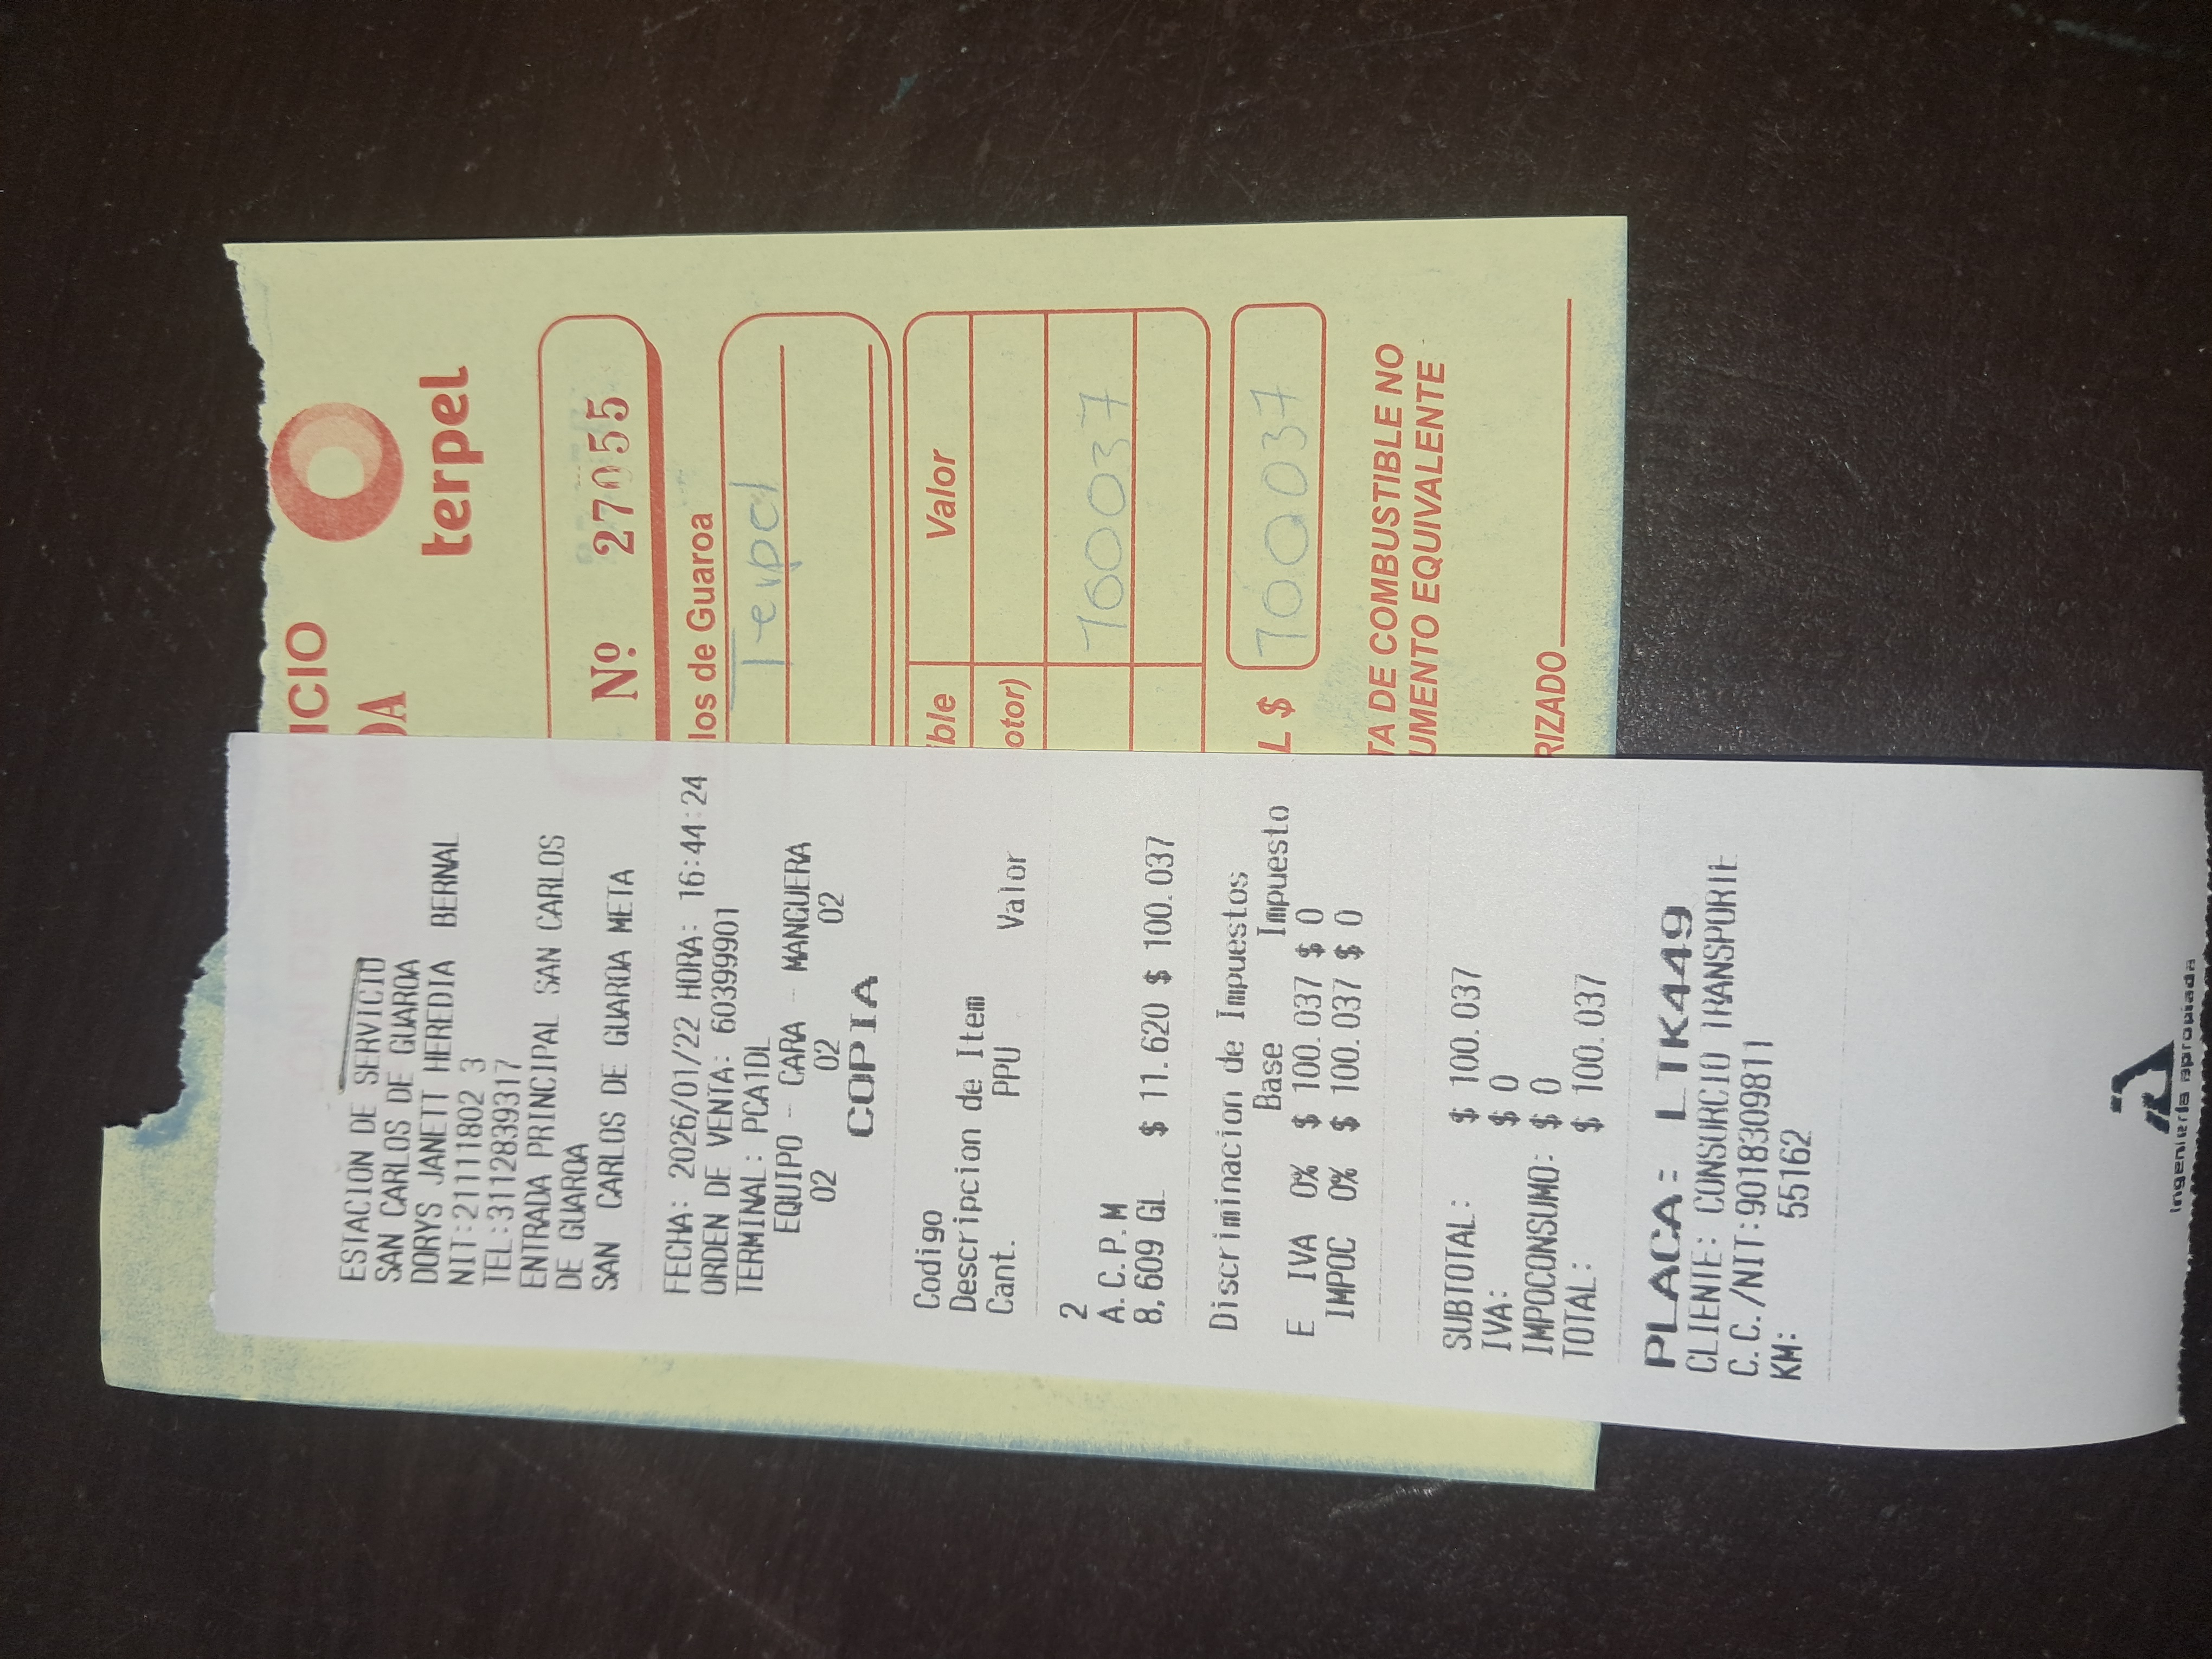 ICIO
OA
terpel
Nº 27055
los de Guaroa
Terpel
ible Valor
otor)
100037
L $ 100037
TA DE COMBUSTIBLE NO
UMENTO EQUIVALENTE
RIZADO
ESTACION DE SERVICIO
SAN CARLOS DE GUAROA
DORYS JANETT HEREDIA BERNAL
NIT:21111802 3
TEL:3112839317
ENTRADA PRINCIPAL SAN CARLOS
DE GUAROA
SAN CARLOS DE GUAROA META
FECHA: 2026/01/22 HORA: 16:44:24
ORDEN DE VENTA: 60399901
TERMINAL: PCA1DL
EQUIPO - CARA - MANGUERA
02 02 02
COPIA
Codigo
Descripcion de Item
Cant. PPU Valor
2
A.C.P.M
8,609 GL $ 11.620 $ 100.037
Discriminacion de Impuestos
Base Impuesto
E IVA 0% $ 100.037 $ 0
IMPOC 0% $ 100.037 $ 0
SUBTOTAL: $ 100.037
IVA: $ 0
IMPOCONSUMO: $ 0
TOTAL: $ 100.037
PLACA: LTK449
CLIENTE: CONSORCIO TRANSPORTE
C.C./NIT:9018309811
KM: 55162
Ingeniería apropiada